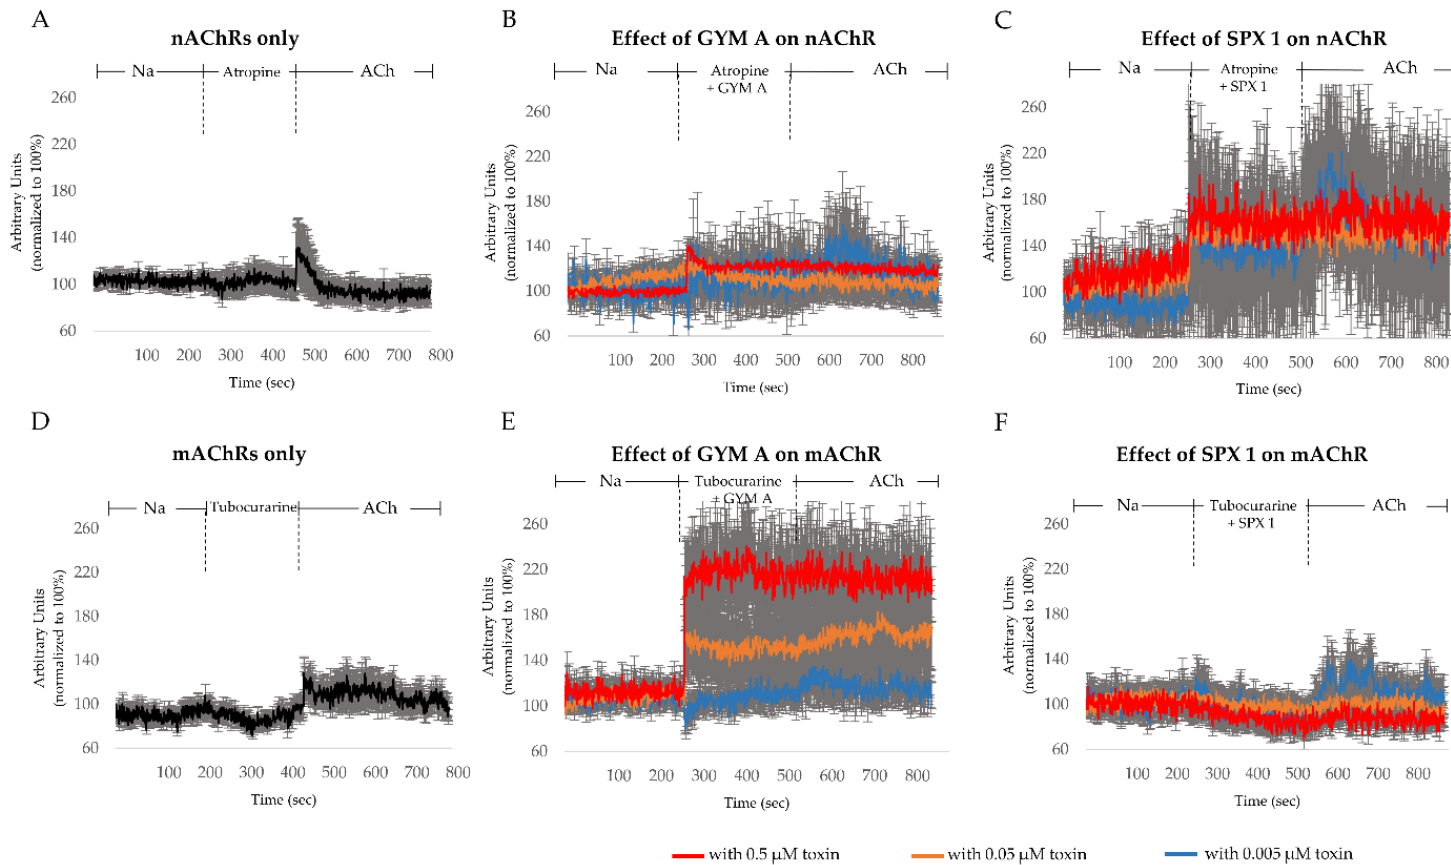 A
nAChRs only
Na
Atropine
ACh
260
220
180
140
100
60
Arbitrary Units
(normalized to 100%)
100 200 300 400 500 600 700 800
Time (sec)
B
Effect of GYM A on nAChR
Na
Atropine
+ GYM A
ACh
260
220
180
140
100
60
Arbitrary Units
(normalized to 100%)
100 200 300 400 500 600 700 800
Time (sec)
C
Effect of SPX 1 on nAChR
Na
Atropine
+ SPX 1
ACh
260
220
180
140
100
60
Arbitrary Units
(normalized to 100%)
100 200 300 400 500 600 700 800
Time (sec)
D
mAChRs only
Na
Tubocurarine
ACh
260
220
180
140
100
60
Arbitrary Units
(normalized to 100%)
100 200 300 400 500 600 700 800
Time (sec)
E
Effect of GYM A on mAChR
Na
Tubocurarine
+ GYM A
ACh
260
220
180
140
100
60
Arbitrary Units
(normalized to 100%)
100 200 300 400 500 600 700 800
Time (sec)
F
Effect of SPX 1 on mAChR
Na
Tubocurarine
+ SPX 1
ACh
260
220
180
140
100
60
Arbitrary Units
(normalized to 100%)
100 200 300 400 500 600 700 800
Time (sec)
with 0.5 µM toxin
with 0.05 µM toxin
with 0.005 µM toxin